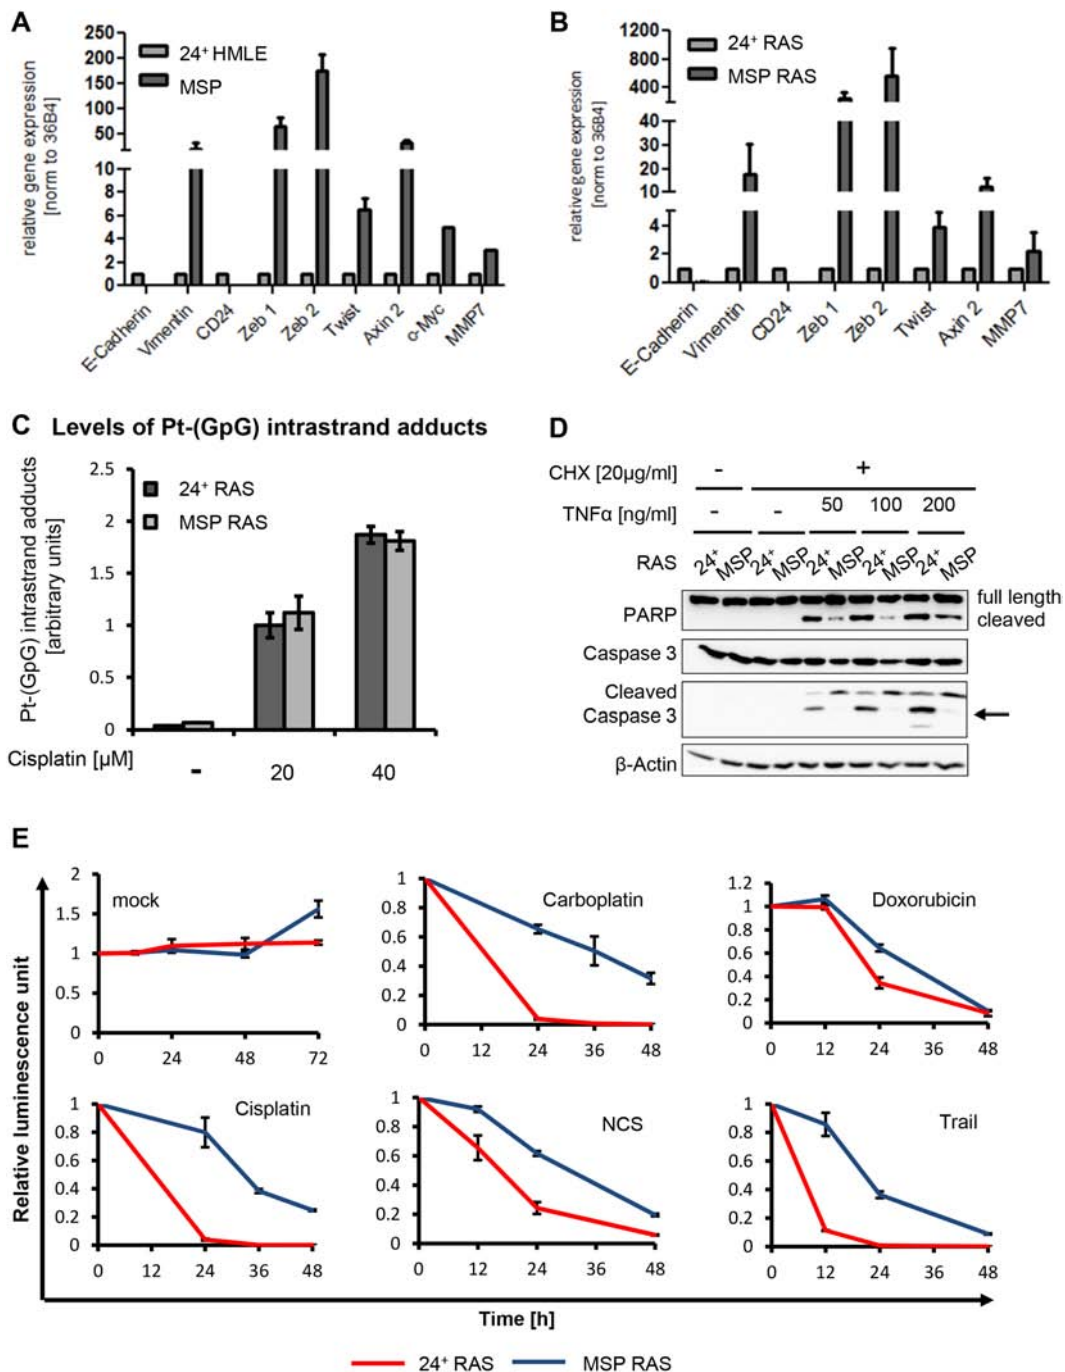 A
relative gene expression
[norm to 36B4]
250
200
150
100
50
10
8
6
4
2
0
24⁺ HMLE
MSP
E-Cadherin
Vimentin
CD24
Zeb 1
Zeb 2
Twist
Axin 2
c-Myc
MMP7
B
relative gene expression
[norm to 36B4]
1200
800
400
40
30
20
10
4
2
0
24⁺ RAS
MSP RAS
E-Cadherin
Vimentin
CD24
Zeb 1
Zeb 2
Twist
Axin 2
MMP7
C Levels of Pt-(GpG) intrastrand adducts
Pt-(GpG) intrastrand adducts
[arbitrary units]
2.5
2
1.5
1
0.5
0
24⁺ RAS
MSP RAS
Cisplatin [µM]
- 20 40
D
CHX [20µg/ml] - +
TNFα [ng/ml] - - 50 100 200
RAS 24⁺ MSP 24⁺ MSP 24⁺ MSP 24⁺ MSP 24⁺ MSP
PARP
full length
cleaved
Caspase 3
Cleaved
Caspase 3
β-Actin
E
Relative luminescence unit
mock
2
1.5
1
0.5
0
0 24 48 72
Carboplatin
1
0.8
0.6
0.4
0.2
0
0 12 24 36 48
Doxorubicin
1.2
1
0.8
0.6
0.4
0.2
0
0 12 24 36 48
Cisplatin
1
0.8
0.6
0.4
0.2
0
0 12 24 36 48
NCS
1
0.8
0.6
0.4
0.2
0
0 12 24 36 48
Trail
1
0.8
0.6
0.4
0.2
0
0 12 24 36 48
Time [h]
24⁺ RAS MSP RAS